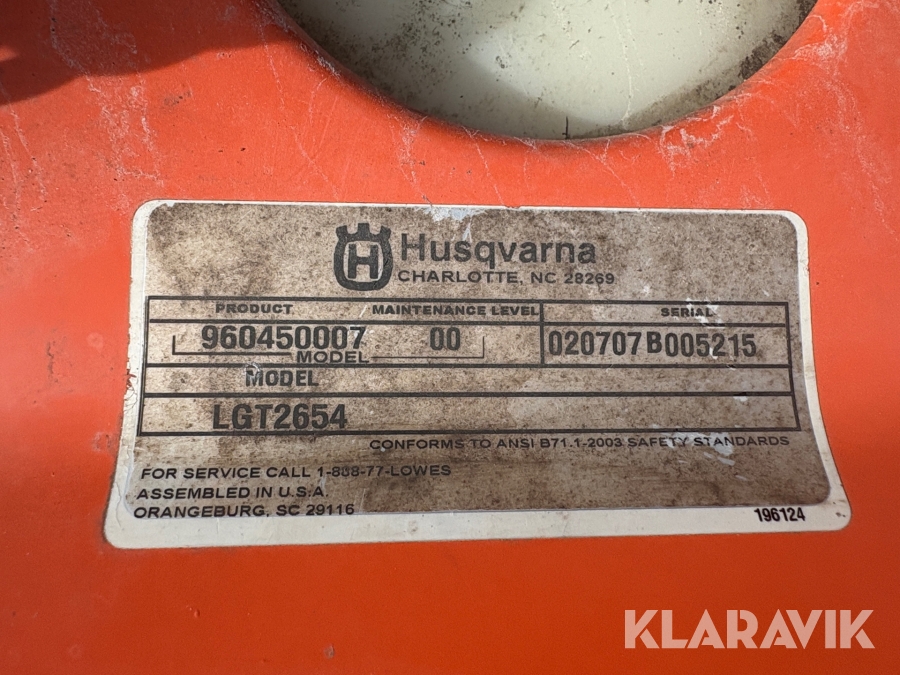 H Husqvarna
CHARLOTTE, NC 28269
PRODUCT MAINTENANCE LEVEL SERIAL
960450007 00 020707B005215
MODEL
MODEL
LGT2654
CONFORMS TO ANSI B71.1-2003 SAFETY STANDARDS
FOR SERVICE CALL 1-888-77-LOWES
ASSEMBLED IN U.S.A.
ORANGEBURG, SC 29116
196124
KLARAVIK